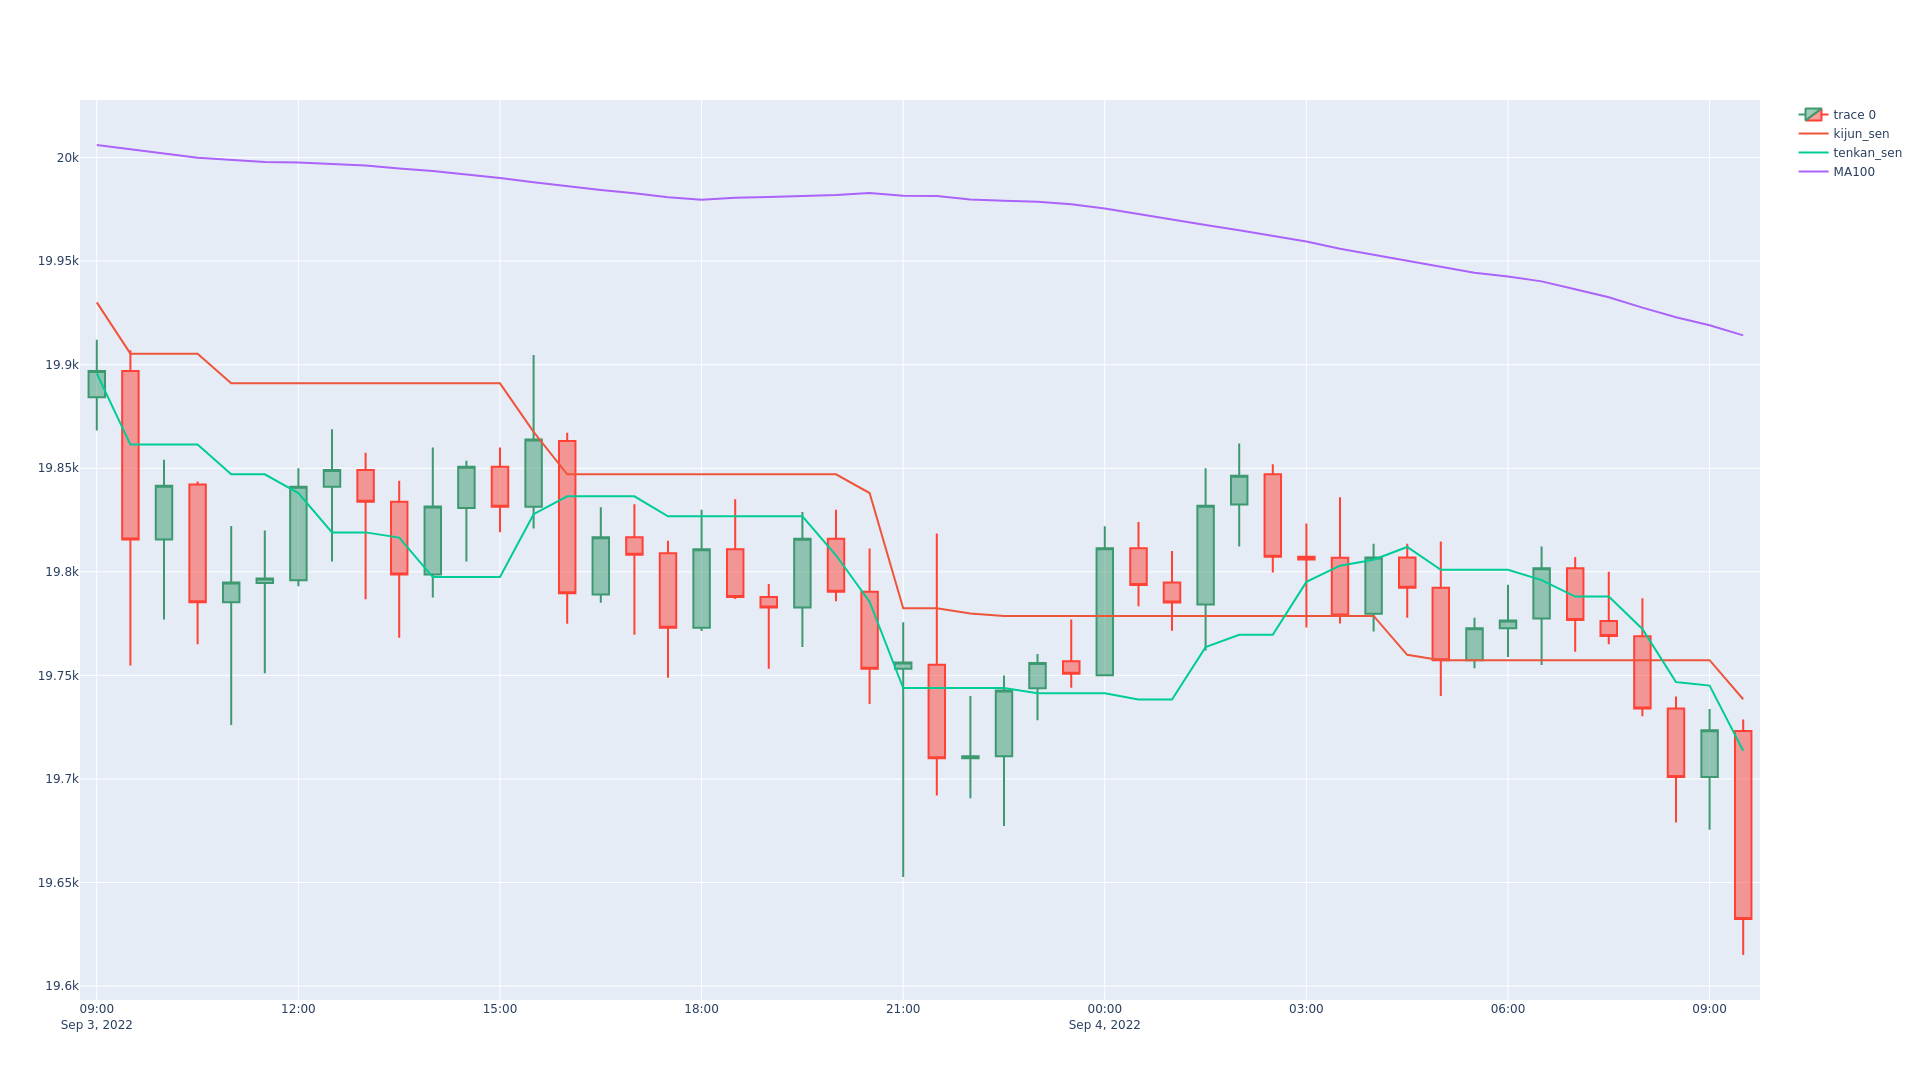 trace 0
kijun_sen
tenkan_sen
MA100
20k
19.95k
19.9k
19.85k
19.8k
19.75k
19.7k
19.65k
19.6k
09:00 12:00 15:00 18:00 21:00 00:00 03:00 06:00 09:00
Sep 3, 2022 Sep 4, 2022